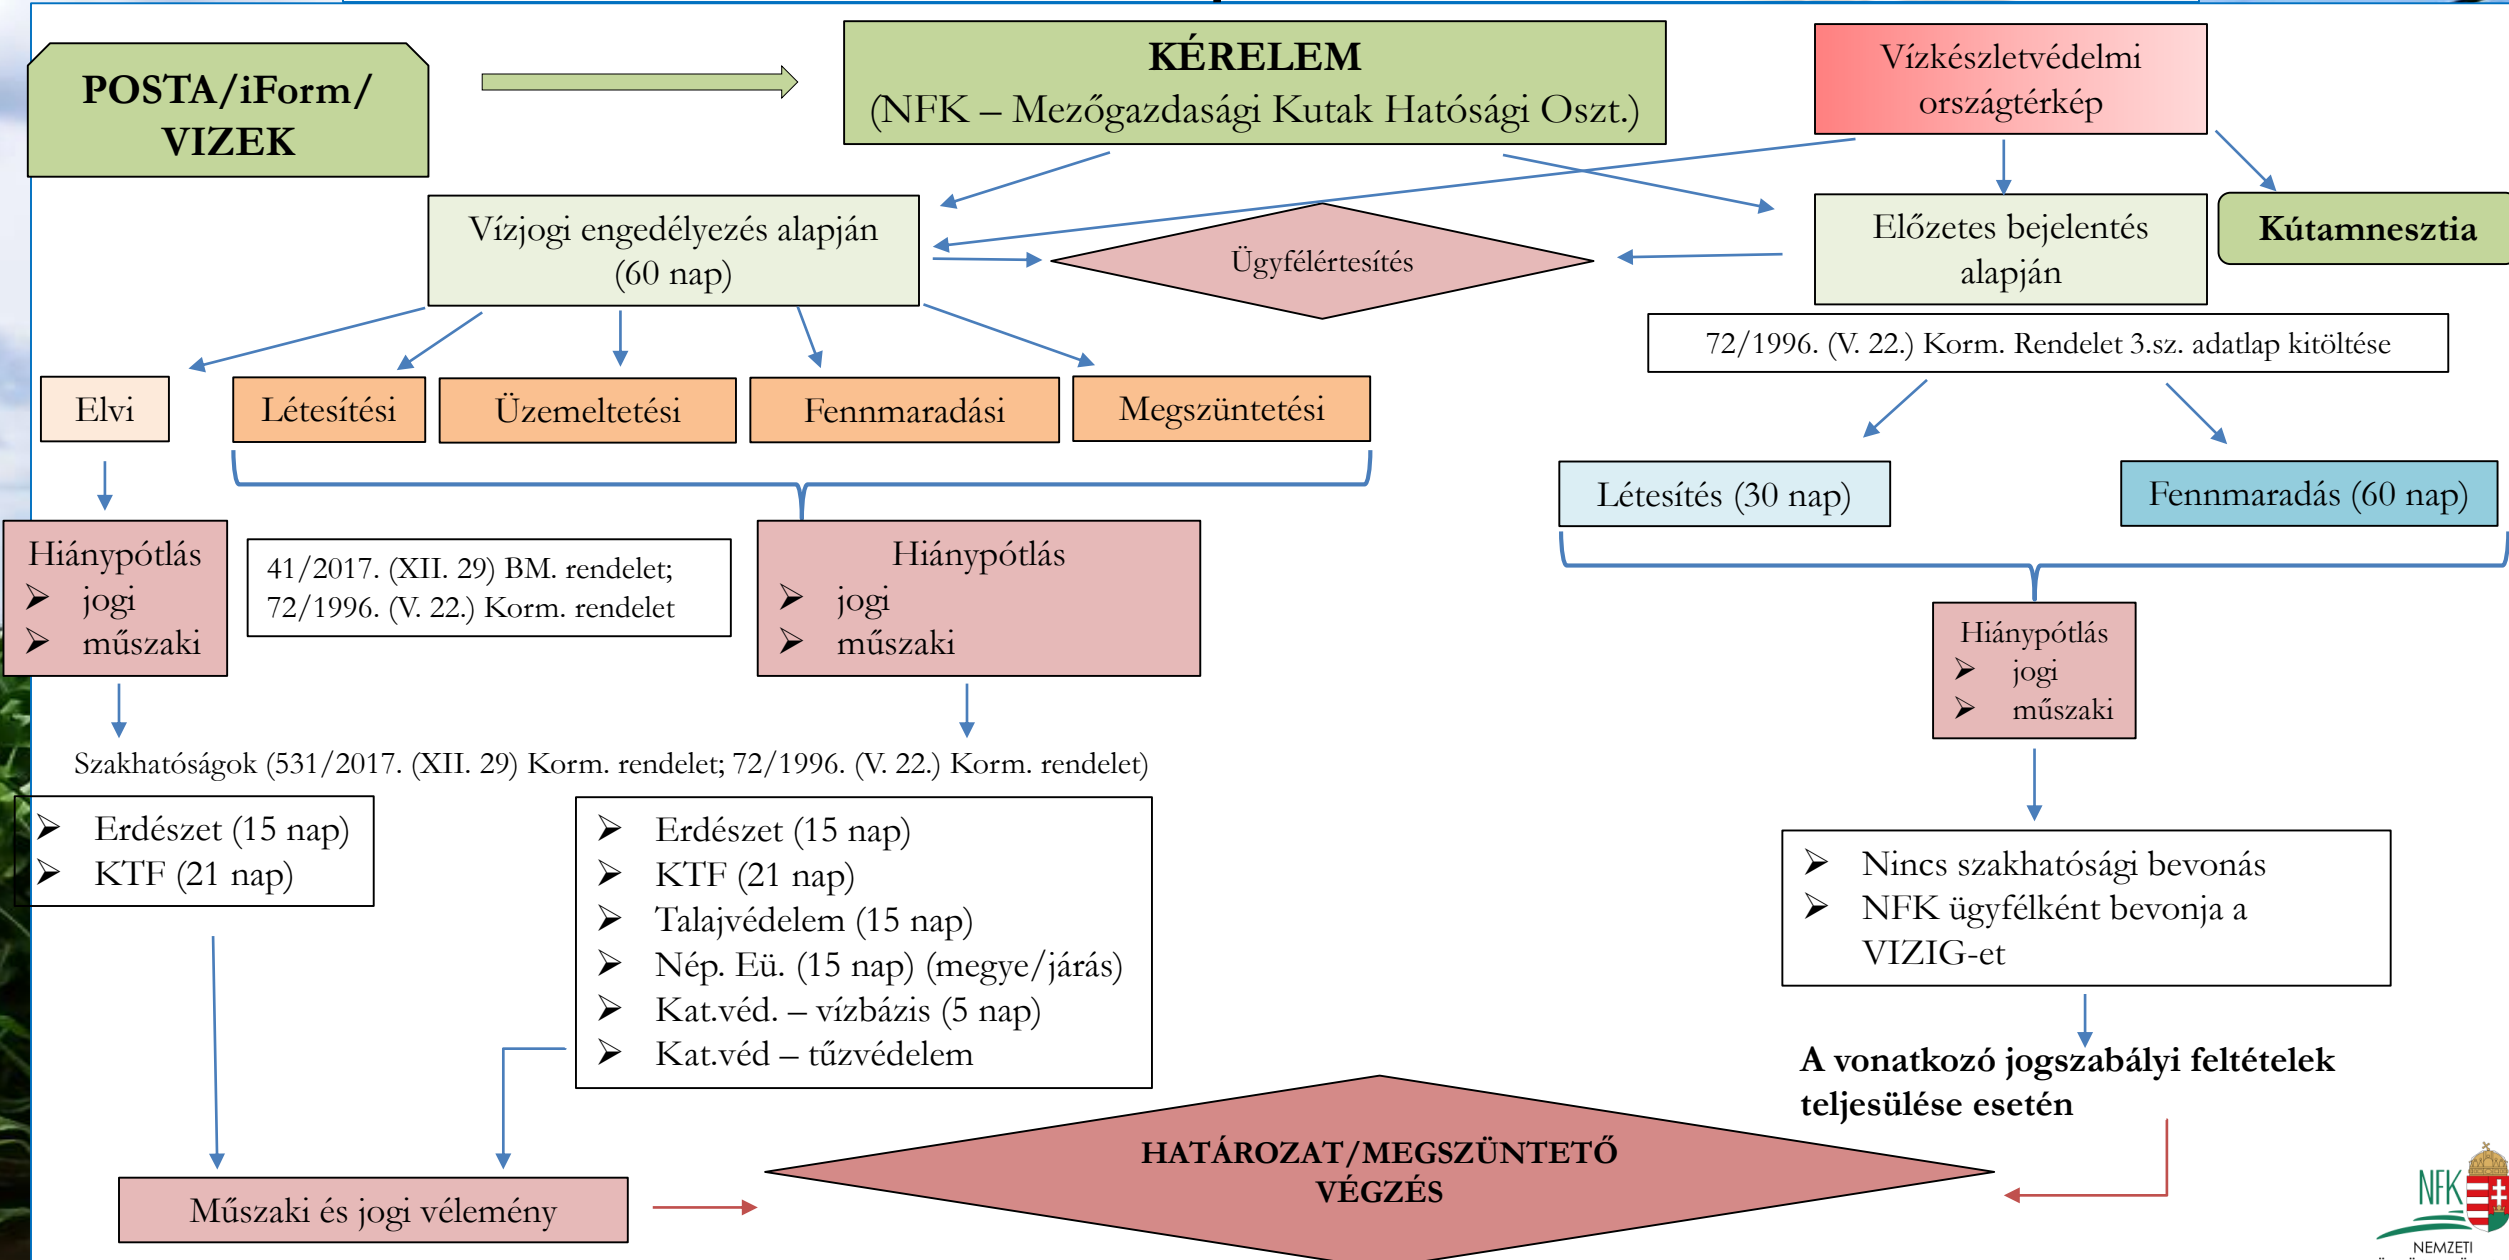 POSTA/iForm/
VIZEK
KÉRELEM
(NFK – Mezőgazdasági Kutak Hatósági Oszt.)
Vízkészletvédelmi
országtérkép
Vízjogi engedélyezés alapján
(60 nap)
Ügyfélértesítés
Előzetes bejelentés
alapján
Kútamnesztia
72/1996. (V. 22.) Korm. Rendelet 3.sz. adatlap kitöltése
Elvi
Létesítési
Üzemeltetési
Fennmaradási
Megszüntetési
Létesítés (30 nap)
Fennmaradás (60 nap)
Hiánypótlás
➢ jogi
➢ műszaki
41/2017. (XII. 29) BM. rendelet;
72/1996. (V. 22.) Korm. rendelet
Hiánypótlás
➢ jogi
➢ műszaki
Hiánypótlás
➢ jogi
➢ műszaki
Szakhatóságok (531/2017. (XII. 29) Korm. rendelet; 72/1996. (V. 22.) Korm. rendelet)
➢ Erdészet (15 nap)
➢ KTF (21 nap)
➢ Erdészet (15 nap)
➢ KTF (21 nap)
➢ Talajvédelem (15 nap)
➢ Nép. Eü. (15 nap) (megye/járás)
➢ Kat.véd. – vízbázis (5 nap)
➢ Kat.véd – tűzvédelem
➢ Nincs szakhatósági bevonás
➢ NFK ügyfélként bevonja a
VIZIG-et
A vonatkozó jogszabályi feltételek
teljesülése esetén
Műszaki és jogi vélemény
HATÁROZAT/MEGSZÜNTETŐ
VÉGZÉS
NFK
NEMZETI